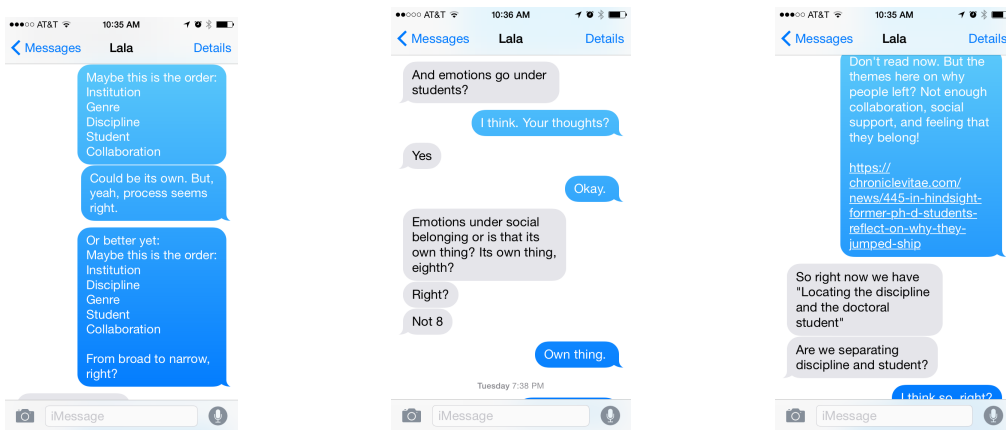 AT&T 10:35 AM
Messages Lala Details
Maybe this is the order:
Institution
Genre
Discipline
Student
Collaboration
Could be its own. But,
yeah, process seems
right.
Or better yet:
Maybe this is the order:
Institution
Discipline
Genre
Student
Collaboration
From broad to narrow,
right?
iMessage
AT&T 10:36 AM
Messages Lala Details
And emotions go under
students?
I think. Your thoughts?
Yes
Okay.
Emotions under social
belonging or is that its
own thing? Its own thing,
eighth?
Right?
Not 8
Own thing.
Tuesday 7:38 PM
iMessage
AT&T 10:35 AM
Messages Lala Details
Don't read now. But the
themes here on why
people left? Not enough
collaboration, social
support, and feeling that
they belong!
https://
chroniclevitae.com/
news/445-in-hindsight-
former-ph-d-students-
reflect-on-why-they-
jumped-ship
So right now we have
"Locating the discipline
and the doctoral
student"
Are we separating
discipline and student?
I think so, right?
iMessage